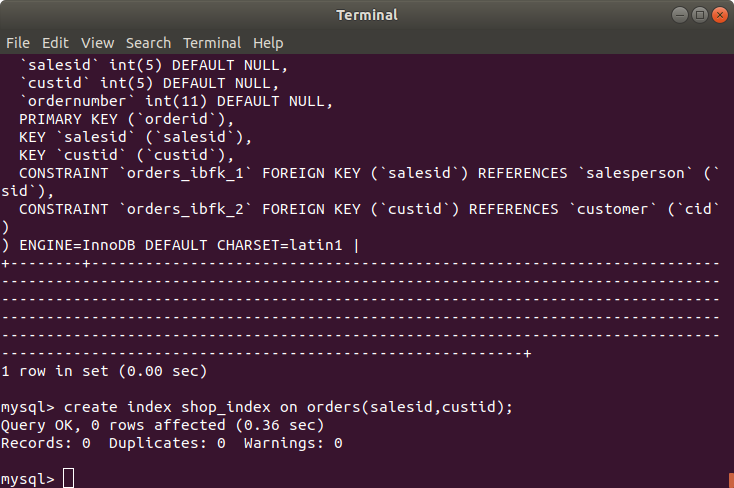 Terminal
File Edit View Search Terminal Help
  `salesid` int(5) DEFAULT NULL,
  `custid` int(5) DEFAULT NULL,
  `ordernumber` int(11) DEFAULT NULL,
  PRIMARY KEY (`orderid`),
  KEY `salesid` (`salesid`),
  KEY `custid` (`custid`),
  CONSTRAINT `orders_ibfk_1` FOREIGN KEY (`salesid`) REFERENCES `salesperson` (`
sid`),
  CONSTRAINT `orders_ibfk_2` FOREIGN KEY (`custid`) REFERENCES `customer` (`cid`
)
) ENGINE=InnoDB DEFAULT CHARSET=latin1 |
+--------+----------------------------------------------------------------------
--------------------------------------------------------------------------------
--------------------------------------------------------------------------------
--------------------------------------------------------------------------------
--------------------------------------------------------------------------------
----------------------------------------------------------+
1 row in set (0.00 sec)

mysql> create index shop_index on orders(salesid,custid);
Query OK, 0 rows affected (0.36 sec)
Records: 0  Duplicates: 0  Warnings: 0

mysql>